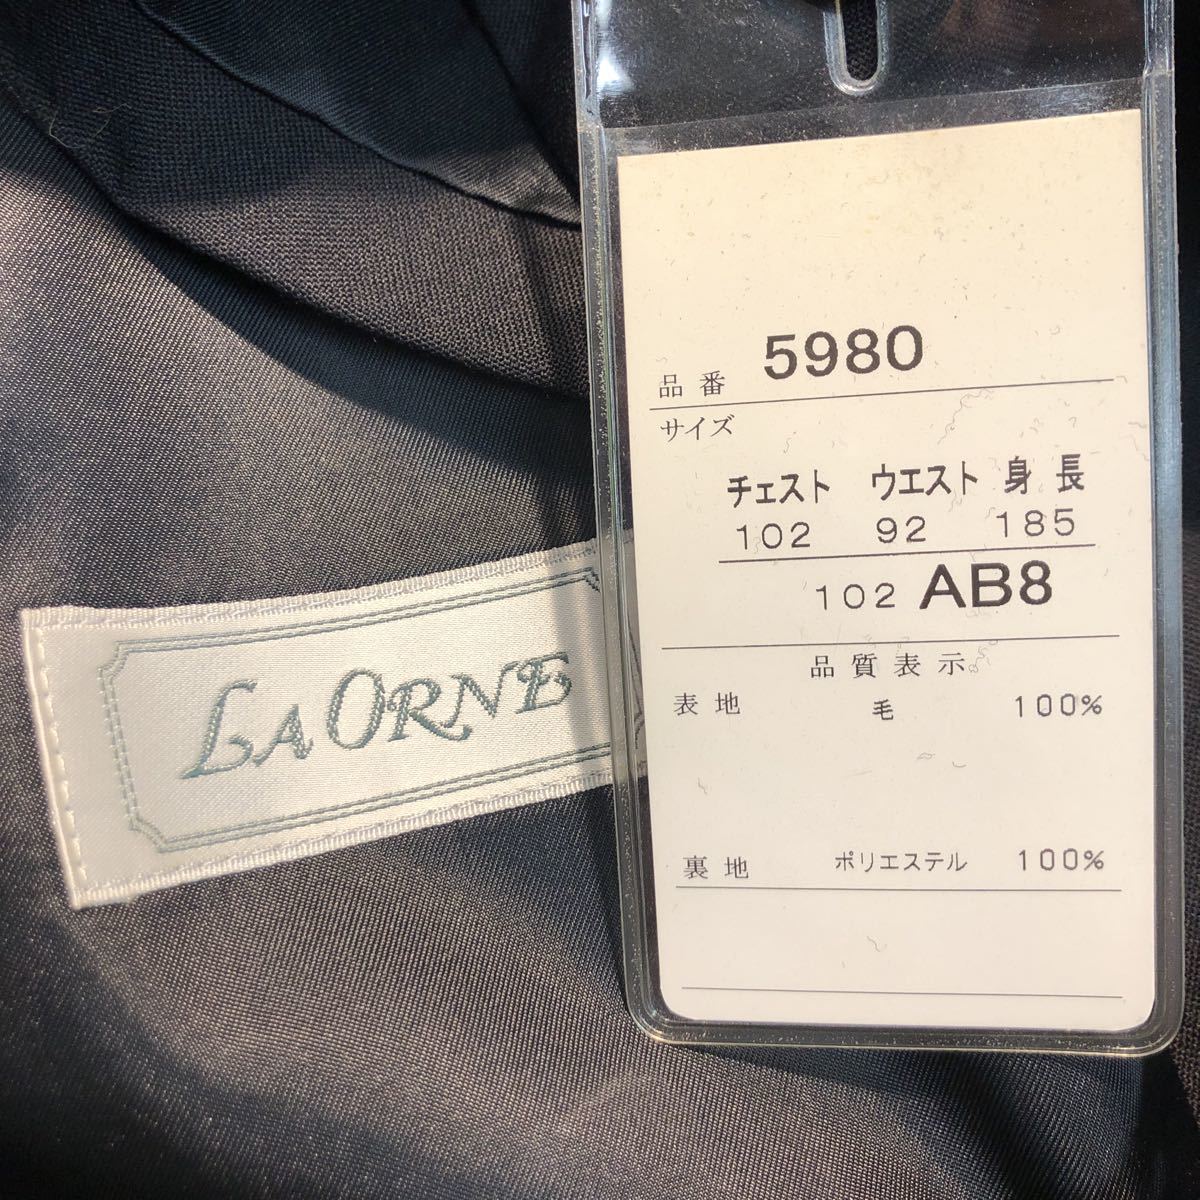 LA ORNE
品番 5980
サイズ
チェスト ウエスト 身長
102 92 185
102 AB8
品質表示
表地 毛 100%
裏地 ポリエステル 100%